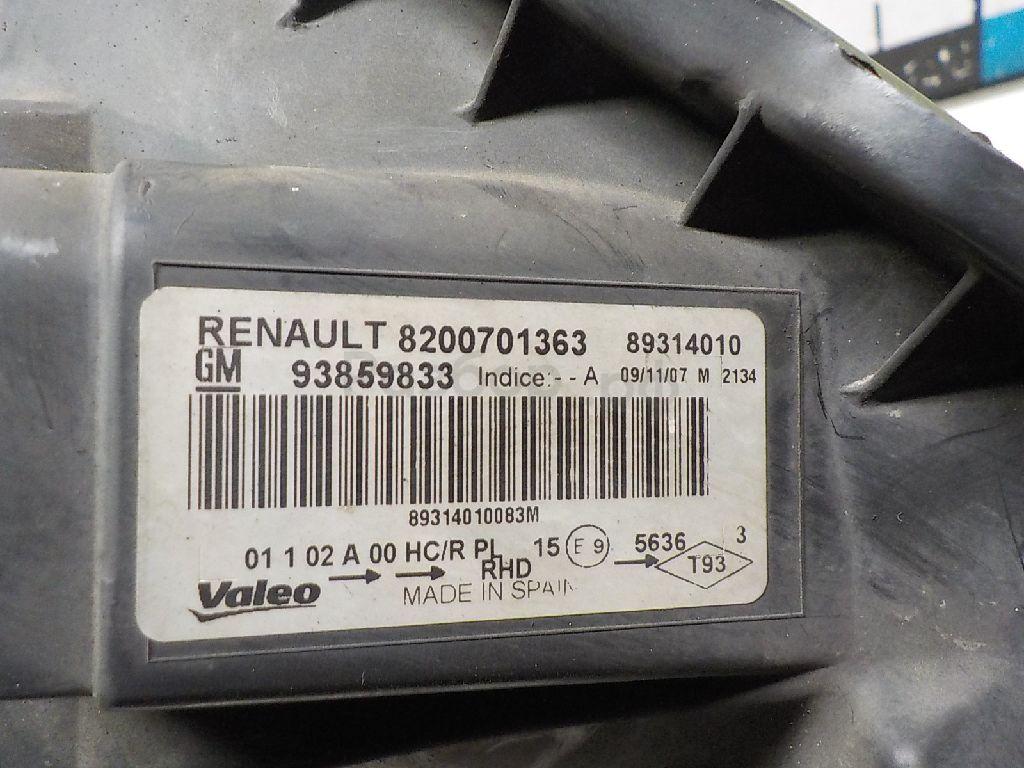 RENAULT 8200701363 89314010
GM 93859833 Indice:- - A 09/11/07 M 2134
89314010083M
01 1 02 A 00 HC/R PL 15 E 9 5636 3
RHD T93
Valeo MADE IN SPAIN